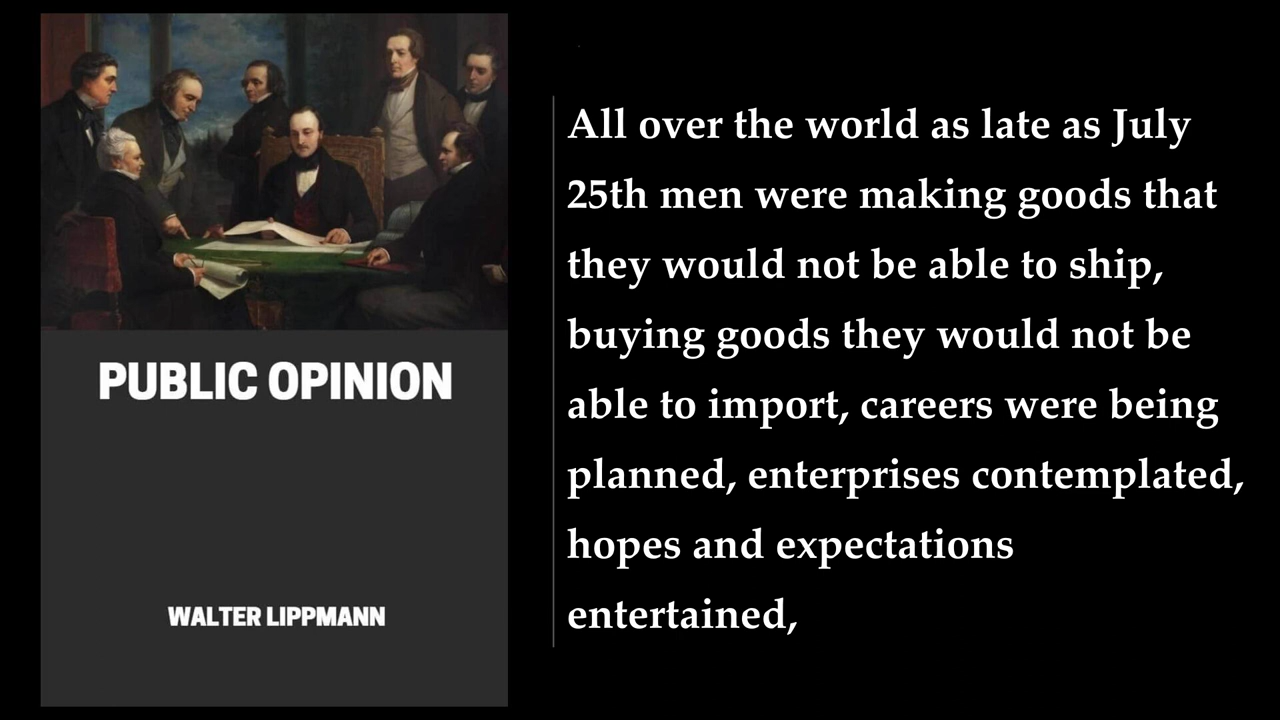 PUBLIC OPINION
WALTER LIPPMANN
All over the world as late as July
25th men were making goods that
they would not be able to ship,
buying goods they would not be
able to import, careers were being
planned, enterprises contemplated,
hopes and expectations
entertained,